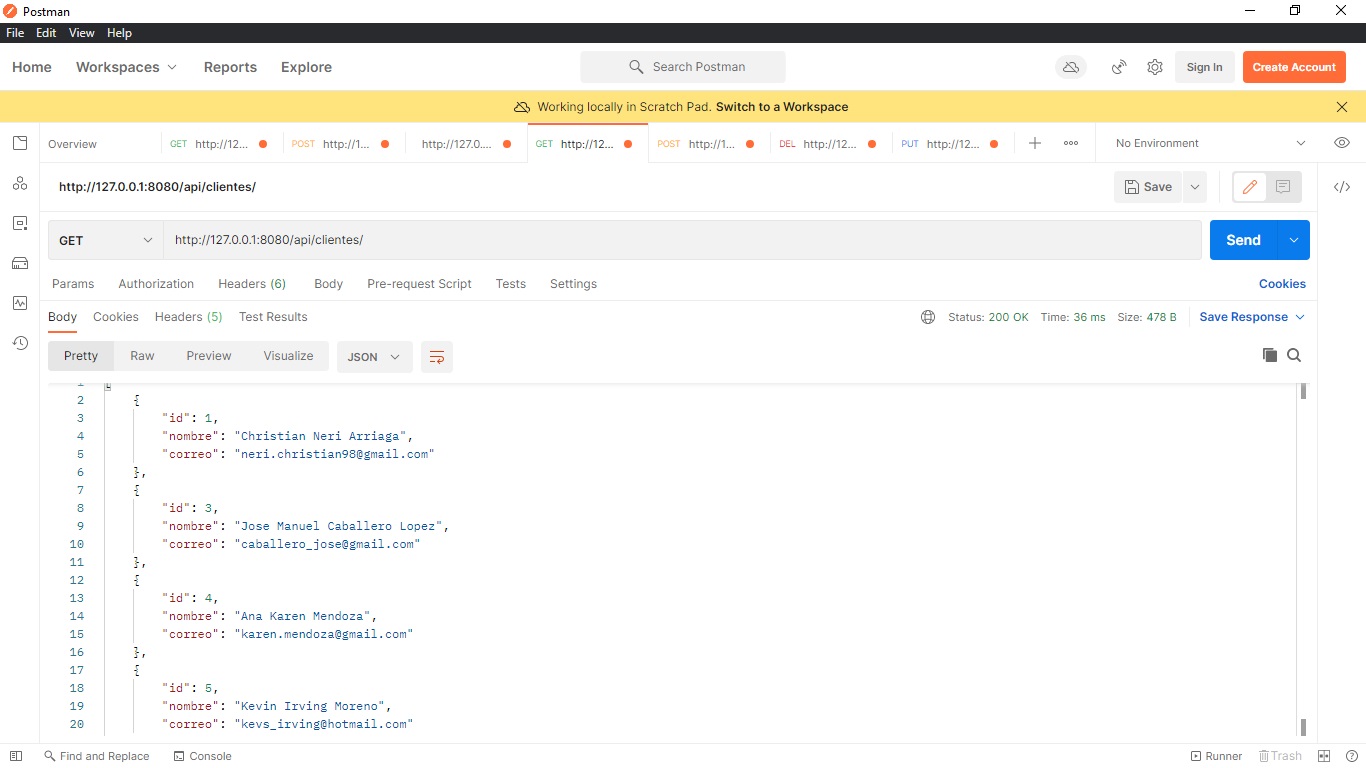 Postman
File Edit View Help
Home Workspaces Reports Explore Search Postman Sign In Create Account
Working locally in Scratch Pad. Switch to a Workspace
Overview GET http://12... POST http://1... http://127.0.... GET http://12... POST http://1... DEL http://12... PUT http://12... No Environment
http://127.0.0.1:8080/api/clientes/ Save
GET http://127.0.0.1:8080/api/clientes/ Send
Params Authorization Headers (6) Body Pre-request Script Tests Settings Cookies
Body Cookies Headers (5) Test Results Status: 200 OK Time: 36 ms Size: 478 B Save Response
Pretty Raw Preview Visualize JSON
1 [
2 {
3 "id": 1,
4 "nombre": "Christian Neri Arriaga",
5 "correo": "neri.christian98@gmail.com"
6 },
7 {
8 "id": 3,
9 "nombre": "Jose Manuel Caballero Lopez",
10 "correo": "caballero_jose@gmail.com"
11 },
12 {
13 "id": 4,
14 "nombre": "Ana Karen Mendoza",
15 "correo": "karen.mendoza@gmail.com"
16 },
17 {
18 "id": 5,
19 "nombre": "Kevin Irving Moreno",
20 "correo": "kevs_irving@hotmail.com"
Find and Replace Console Runner Trash